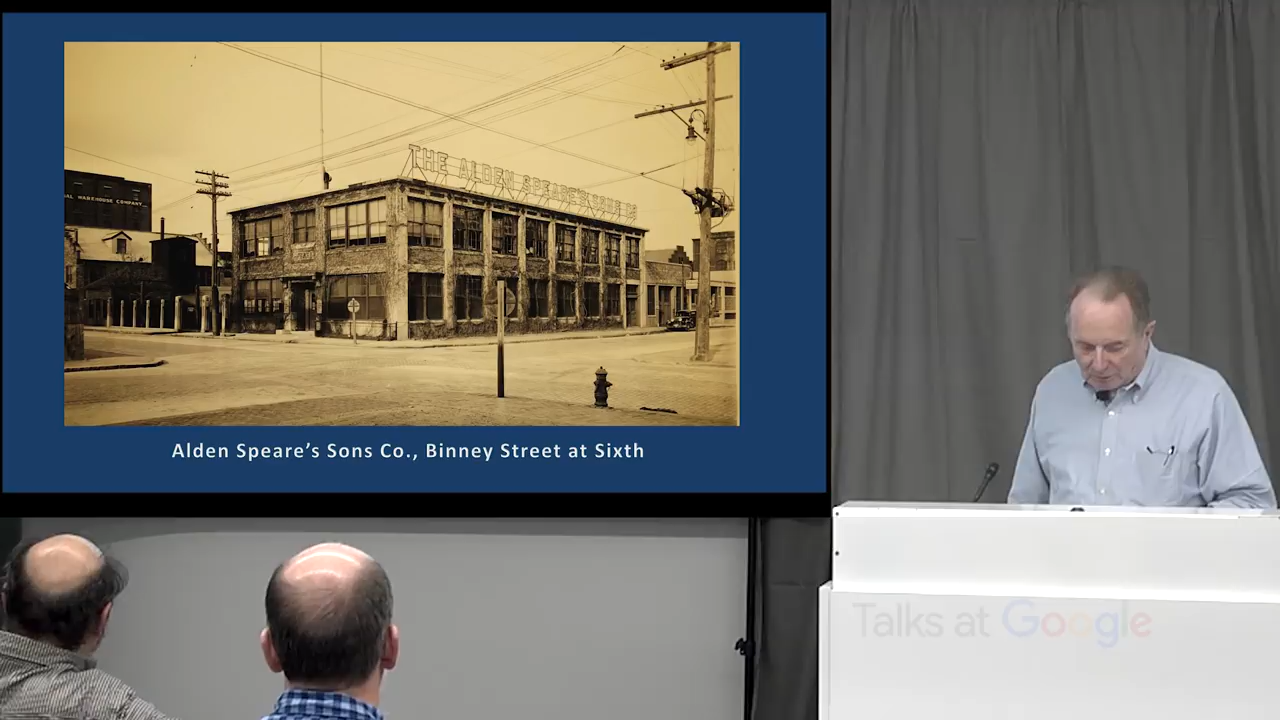 THE ALDEN SPEARE'S SONS CO
AL WAREHOUSE COMPANY
Alden Speare's Sons Co., Binney Street at Sixth
Talks at Google